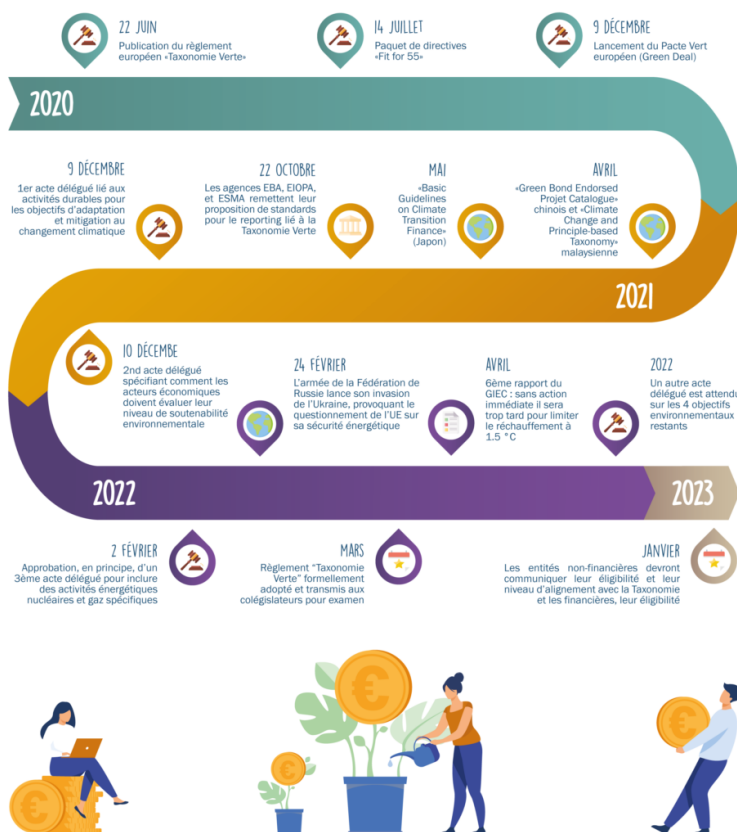 22 JUIN
Publication du règlement
européen «Taxonomie Verte»
14 JUILLET
Paquet de directives
«Fit for 55»
9 DÉCEMBRE
Lancement du Pacte Vert
européen (Green Deal)
2020
9 DÉCEMBRE
1er acte délégué lié aux
activités durables pour
les objectifs d'adaptation
et mitigation au
changement climatique
22 OCTOBRE
Les agences EBA, EIOPA,
et ESMA remettent leur
proposition de standards
pour le reporting lié à la
Taxonomie Verte
MAI
«Basic
Guidelines
on Climate
Transition
Finance»
(Japon)
AVRIL
«Green Bond Endorsed
Projet Catalogue»
chinois et «Climate
Change and
Principle-based
Taxonomy»
malaysienne
2021
10 DÉCEMBRE
2nd acte délégué
spécifiant comment les
acteurs économiques
doivent évaluer leur
niveau de soutenabilité
environnementale
24 FÉVRIER
L'armée de la Fédération de
Russie lance son invasion
de l'Ukraine, provoquant le
questionnement de l'UE sur
sa sécurité énergétique
AVRIL
6ème rapport du
GIEC : sans action
immédiate il sera
trop tard pour limiter
le réchauffement à
1.5 °C
2022
Un autre acte
délégué est attendu
sur les 4 objectifs
environnementaux
restants
2022
2023
2 FÉVRIER
Approbation, en principe, d'un
3ème acte délégué pour inclure
des activités énergétiques
nucléaires et gaz spécifiques
MARS
Règlement "Taxonomie
Verte" formellement
adopté et transmis aux
colégislateurs pour examen
JANVIER
Les entités non-financières devront
communiquer leur éligibilité et leur
niveau d'alignement avec la Taxonomie
et les financières, leur éligibilité
€
€
€
€